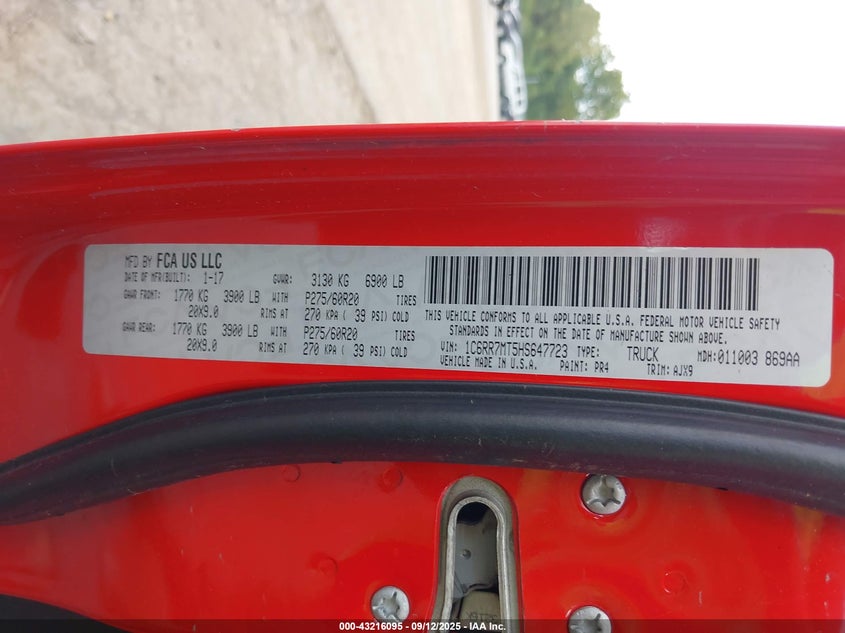 MFD BY FCA US LLC
DATE OF MFR(BUILT): 1-17 GVWR: 3130 KG 6900 LB
GAWR FRONT: 1770 KG 3900 LB WITH P275/60R20 TIRES
20X9.0 RIMS AT 270 KPA ( 39 PSI) COLD
GAWR REAR: 1770 KG 3900 LB WITH P275/60R20 TIRES
20X9.0 RIMS AT 270 KPA ( 39 PSI) COLD
THIS VEHICLE CONFORMS TO ALL APPLICABLE U.S.A. FEDERAL MOTOR VEHICLE SAFETY
STANDARDS IN EFFECT ON THE DATE OF MANUFACTURE SHOWN ABOVE.
VIN: 1C6RR7MT5HS647723 TYPE: TRUCK MDH:011003 869AA
VEHICLE MADE IN U.S.A. PAINT: PR4 TRIM: AJX9
000-43216095 - 09/12/2025 - IAA Inc.